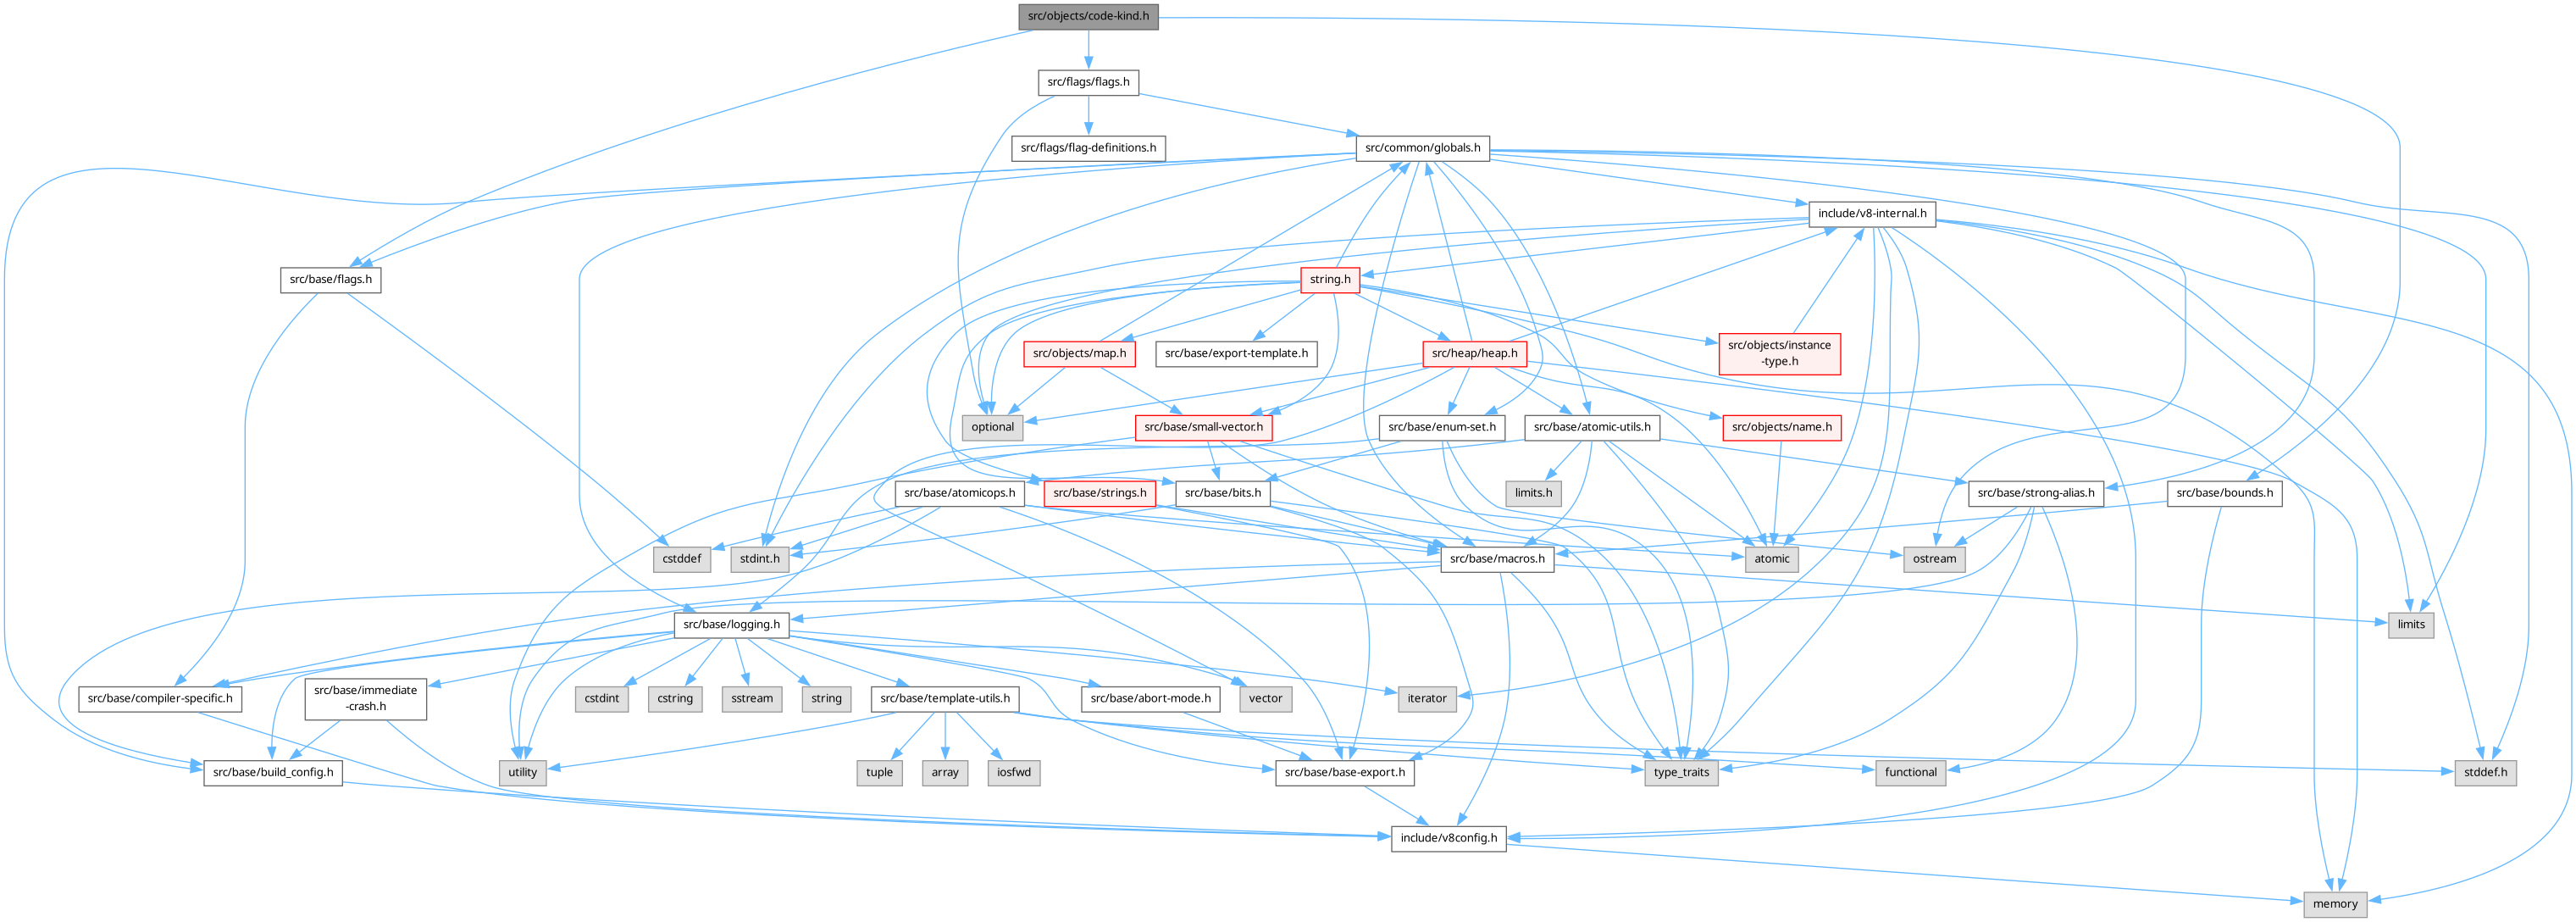 src/objects/code-kind.h
src/flags/flags.h
src/flags/flag-definitions.h
src/common/globals.h
include/v8-internal.h
src/base/flags.h
string.h
src/objects/map.h
src/base/export-template.h
src/heap/heap.h
src/objects/instance
-type.h
optional
src/base/small-vector.h
src/base/enum-set.h
src/objects/name.h
src/base/atomic-utils.h
src/base/atomicops.h
src/base/strings.h
src/base/bits.h
limits.h
src/base/strong-alias.h
src/base/bounds.h
cstddef
stdint.h
src/base/macros.h
atomic
ostream
src/base/logging.h
limits
src/base/compiler-specific.h
src/base/immediate
-crash.h
cstdint
cstring
sstream
string
src/base/template-utils.h
src/base/abort-mode.h
vector
iterator
src/base/build_config.h
utility
tuple
array
iosfwd
src/base/base-export.h
type_traits
functional
stddef.h
include/v8config.h
memory